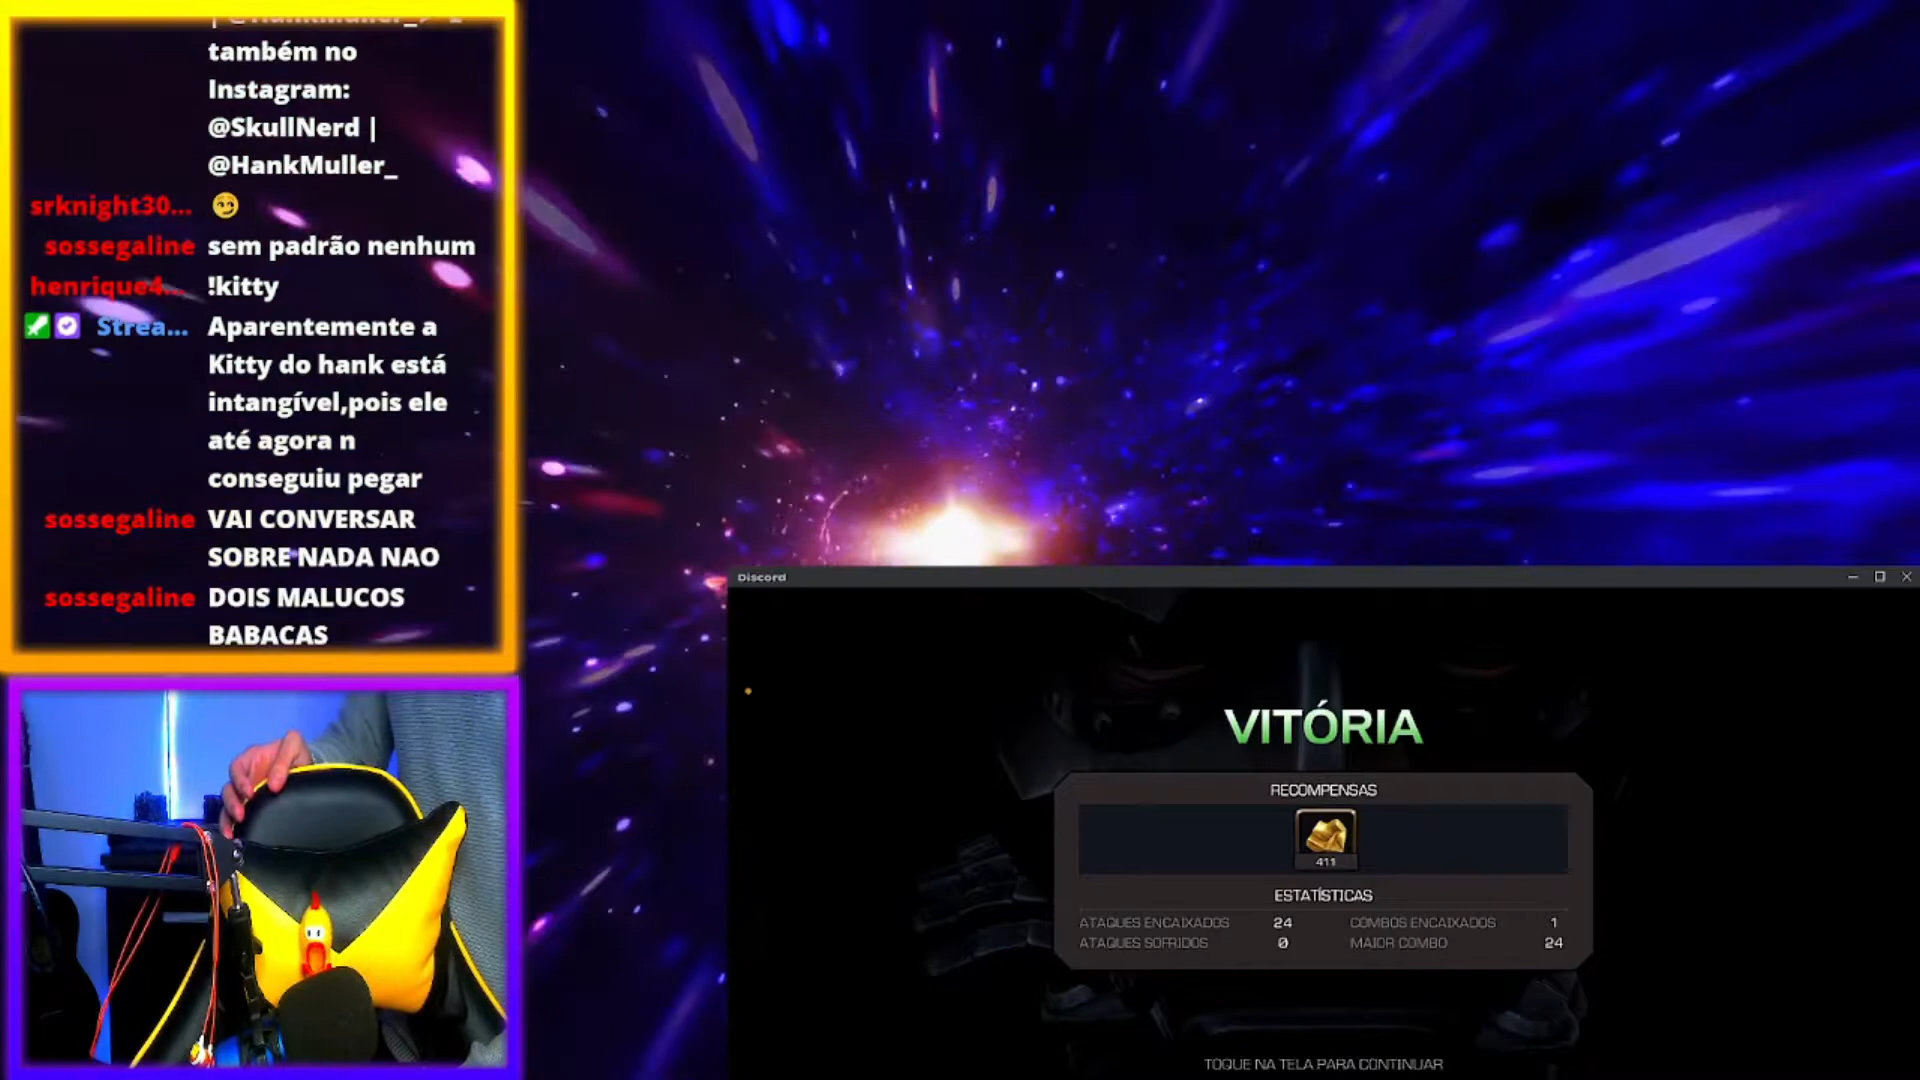 também no
Instagram:
@SkullNerd |
@HankMuller_
srknight30... 😏
sossegaline sem padrão nenhum
henrique4... !kitty
Strea... Aparentemente a
Kitty do hank está
intangível,pois ele
até agora n
conseguiu pegar
sossegaline VAI CONVERSAR
SOBRE NADA NAO
sossegaline DOIS MALUCOS
BABACAS
Discord
VITÓRIA
RECOMPENSAS
411
ESTATÍSTICAS
ATAQUES ENCAIXADOS 24 COMBOS ENCAIXADOS 1
ATAQUES SOFRIDOS 0 MAIOR COMBO 24
TOQUE NA TELA PARA CONTINUAR